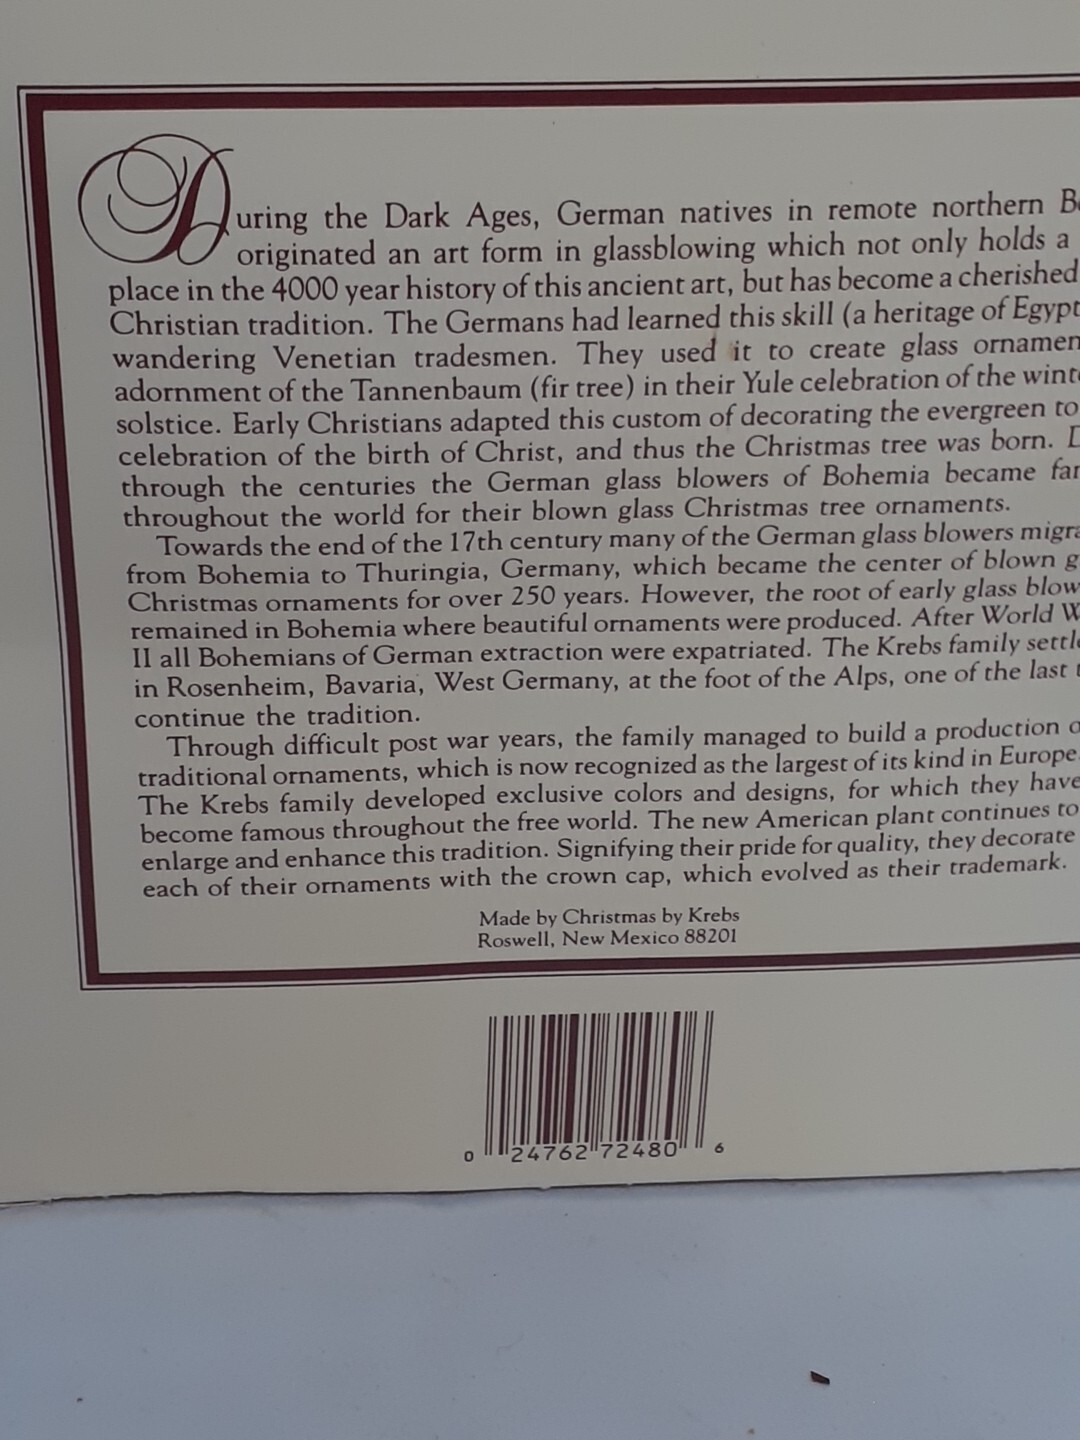 During the Dark Ages, German natives in remote northern
originated an art form in glassblowing which not only holds a
place in the 4000 year history of this ancient art, but has become a cherished
Christian tradition. The Germans had learned this skill (a heritage of Egypt
wandering Venetian tradesmen. They used it to create glass ornamen
adornment of the Tannenbaum (fir tree) in their Yule celebration of the wint
solstice. Early Christians adapted this custom of decorating the evergreen to
celebration of the birth of Christ, and thus the Christmas tree was born.
through the centuries the German glass blowers of Bohemia became
throughout the world for their blown glass Christmas tree ornaments.
Towards the end of the 17th century many of the German glass blowers migra
from Bohemia to Thuringia, Germany, which became the center of blown g
Christmas ornaments for over 250 years. However, the root of early glass blow
remained in Bohemia where beautiful ornaments were produced. After World W
II all Bohemians of German extraction were expatriated. The Krebs family settl
in Rosenheim, Bavaria, West Germany, at the foot of the Alps, one of the last
continue the tradition.
Through difficult post war years, the family managed to build a production
traditional ornaments, which is now recognized as the largest of its kind in Europe.
The Krebs family developed exclusive colors and designs, for which they have
become famous throughout the free world. The new American plant continues to
enlarge and enhance this tradition. Signifying their pride for quality, they decorate
each of their ornaments with the crown cap, which evolved as their trademark.
Made by Christmas by Krebs
Roswell, New Mexico 88201
0 24762 72480 6